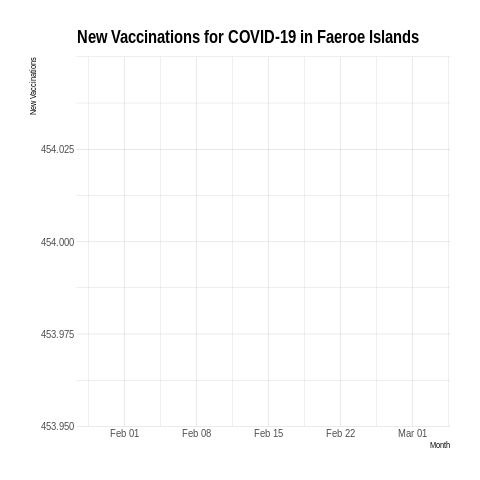 New Vaccinations for COVID-19 in Faeroe Islands
New Vaccinations
454.025
454.000
453.975
453.950
Feb 01 Feb 08 Feb 15 Feb 22 Mar 01
Month